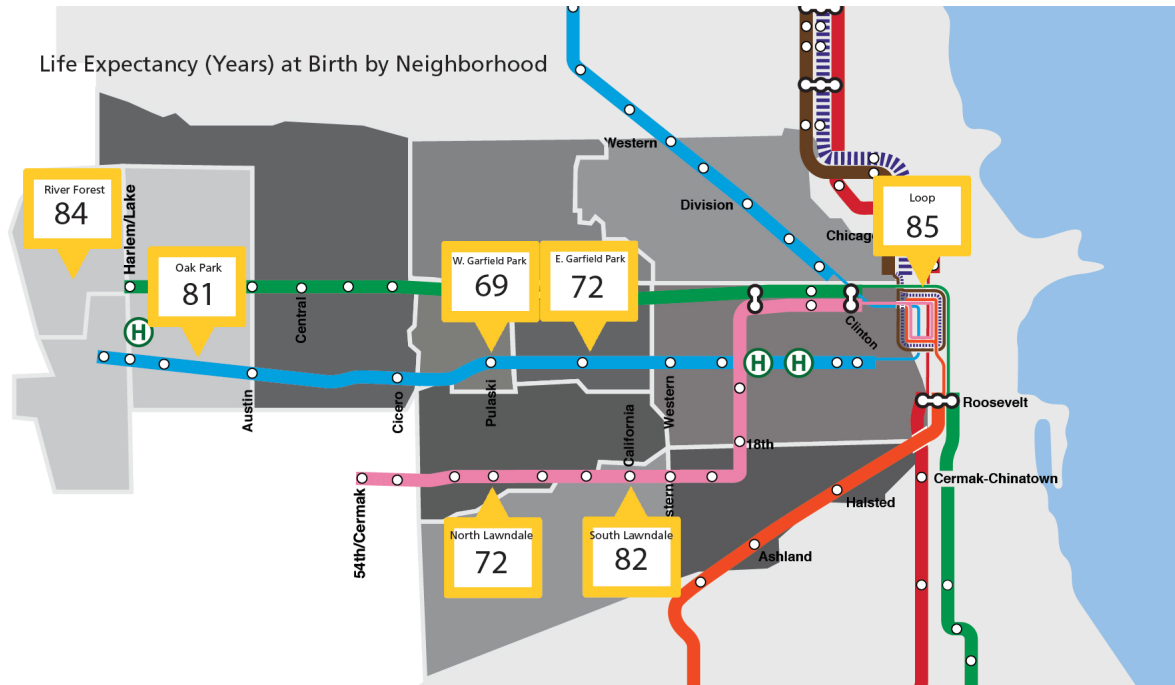 Life Expectancy (Years) at Birth by Neighborhood
Western
Division
Chicag
River Forest
84
Harlem/Lake
Oak Park
81
W. Garfield Park
69
E. Garfield Park
72
Loop
85
Central
Clinton
H
H
H
Austin
Cicero
Pulaski
Western
Roosevelt
California
18th
54th/Cermak
stern
Cermak-Chinatown
Halsted
North Lawndale
72
South Lawndale
82
Ashland